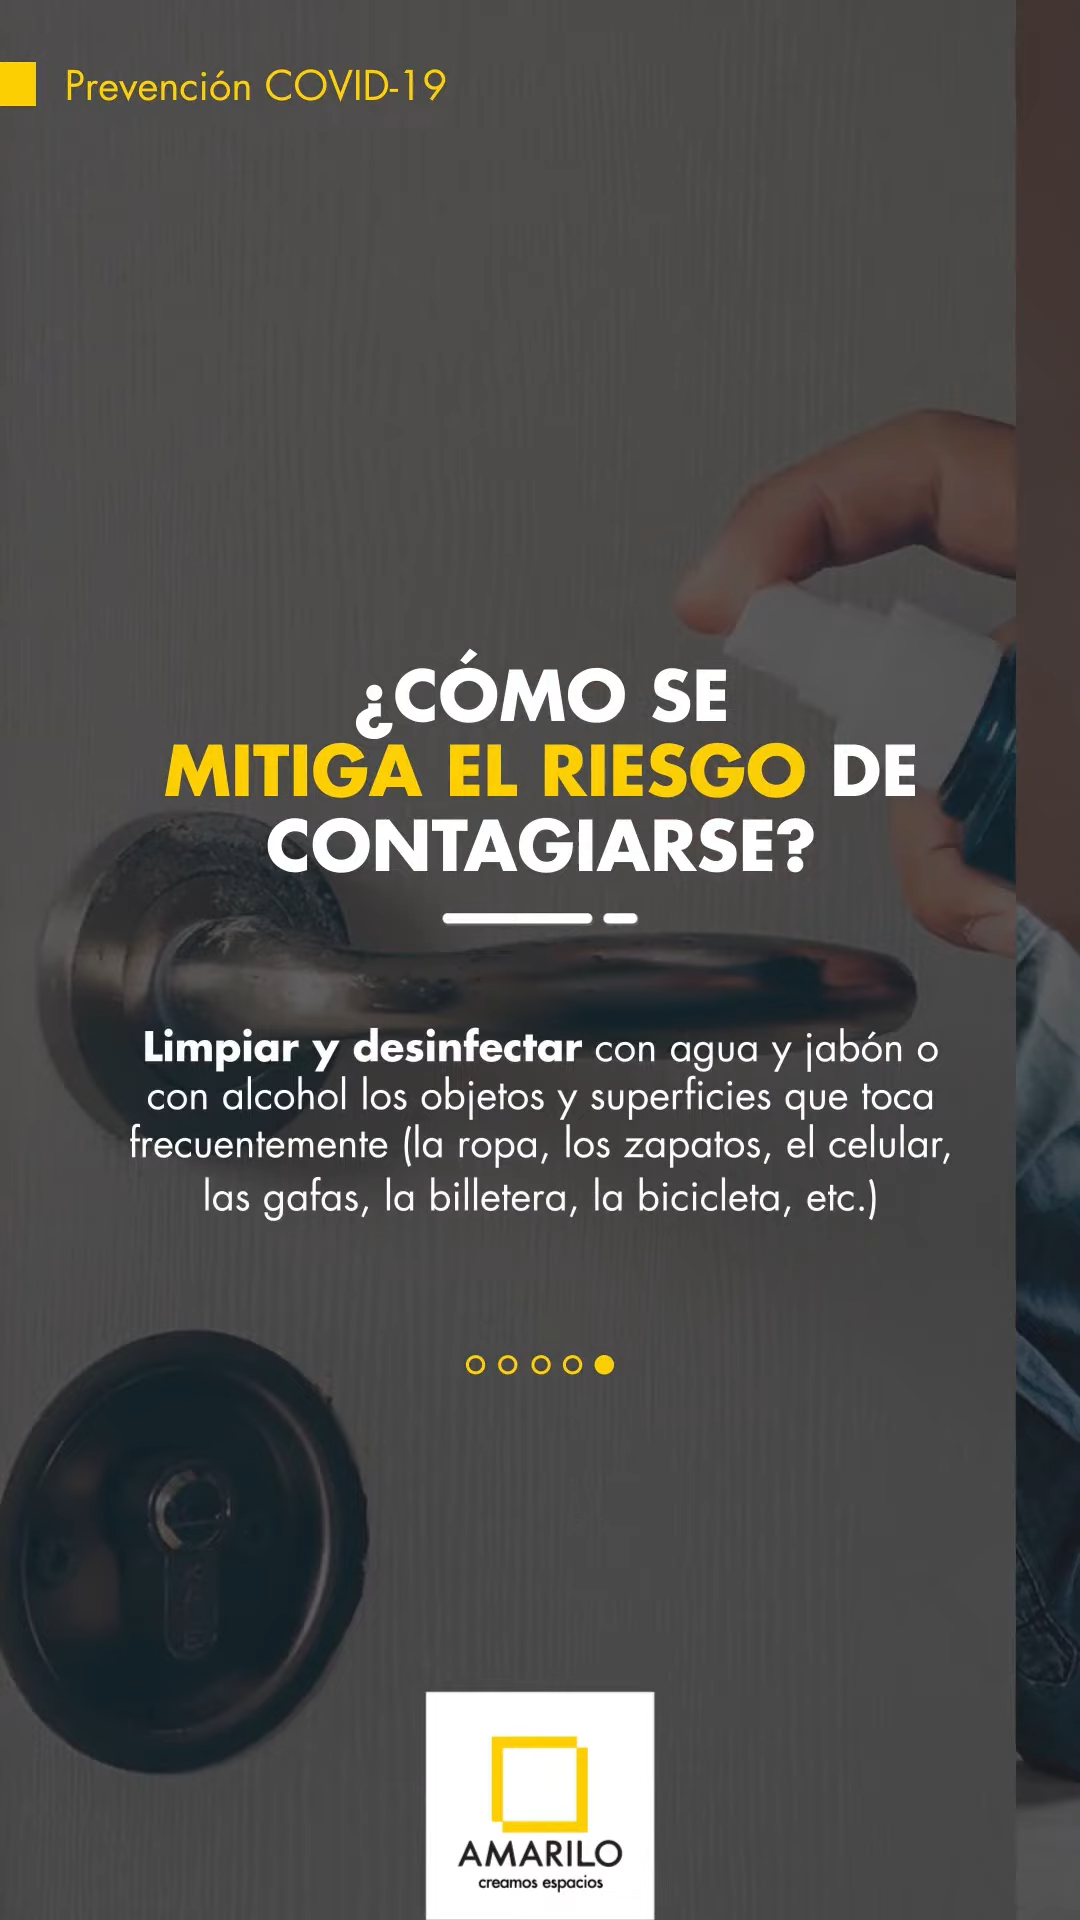 Prevención COVID-19
¿CÓMO SE
MITIGA EL RIESGO DE
CONTAGIARSE?
Limpiar y desinfectar con agua y jabón o
con alcohol los objetos y superficies que toca
frecuentemente (la ropa, los zapatos, el celular,
las gafas, la billetera, la bicicleta, etc.)
AMARILO
creamos espacios